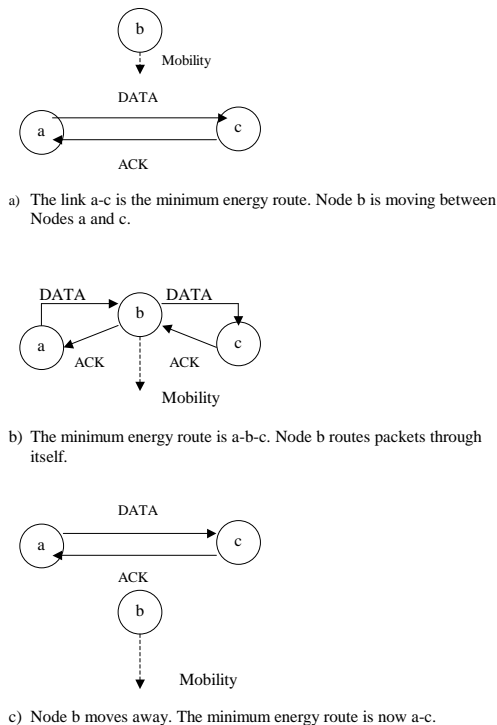 b
Mobility
DATA
a
c
ACK
a) The link a-c is the minimum energy route. Node b is moving between
Nodes a and c.
DATA DATA
b
a
c
ACK ACK
Mobility
b) The minimum energy route is a-b-c. Node b routes packets through
itself.
DATA
a
c
ACK
b
Mobility
c) Node b moves away. The minimum energy route is now a-c.